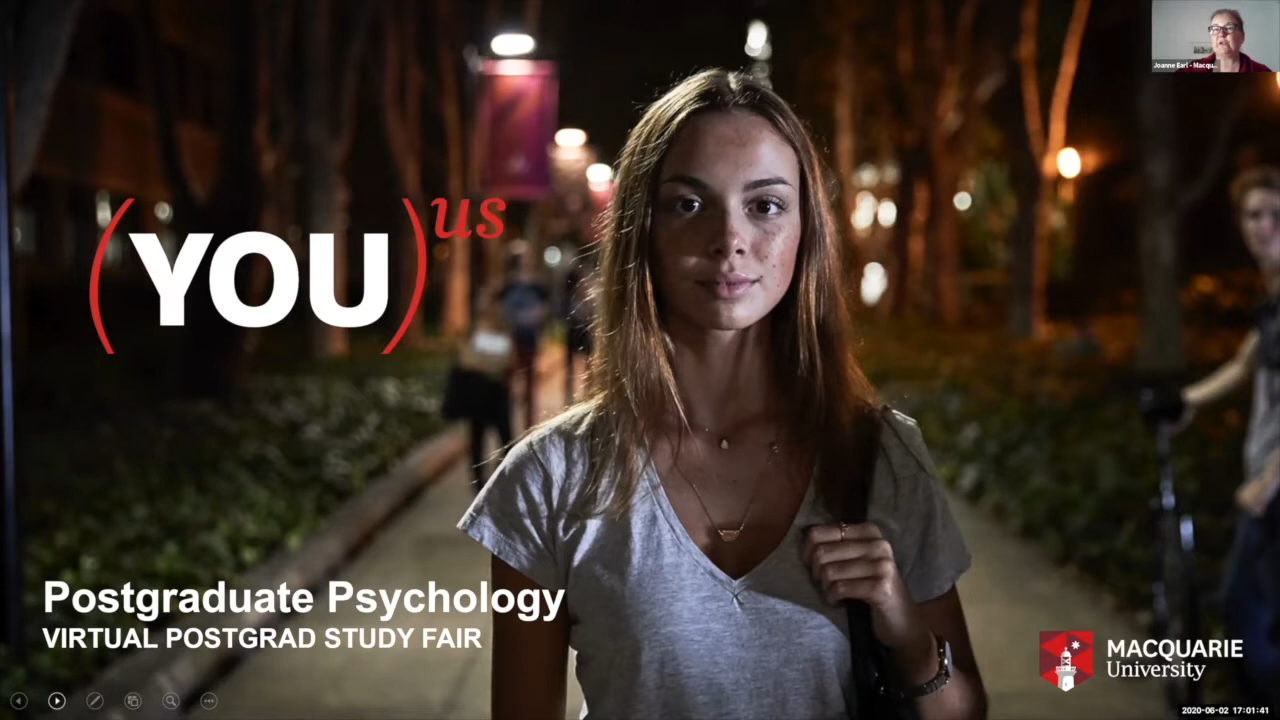 Joanne Earl - Macqu...
(YOU)us
Postgraduate Psychology
VIRTUAL POSTGRAD STUDY FAIR
MACQUARIE
University
2020-06-02 17:01:41